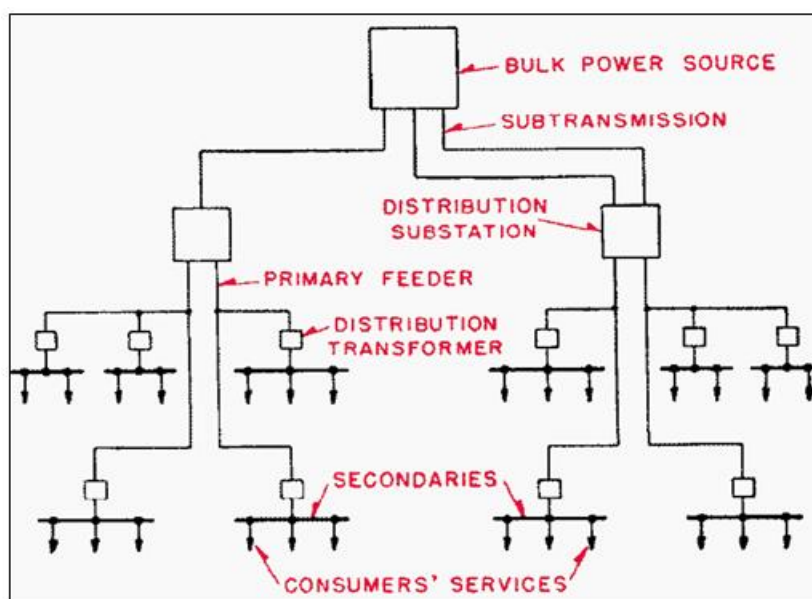 BULK POWER SOURCE
SUBTRANSMISSION
DISTRIBUTION
SUBSTATION
PRIMARY FEEDER
DISTRIBUTION
TRANSFORMER
SECONDARIES
CONSUMERS' SERVICES